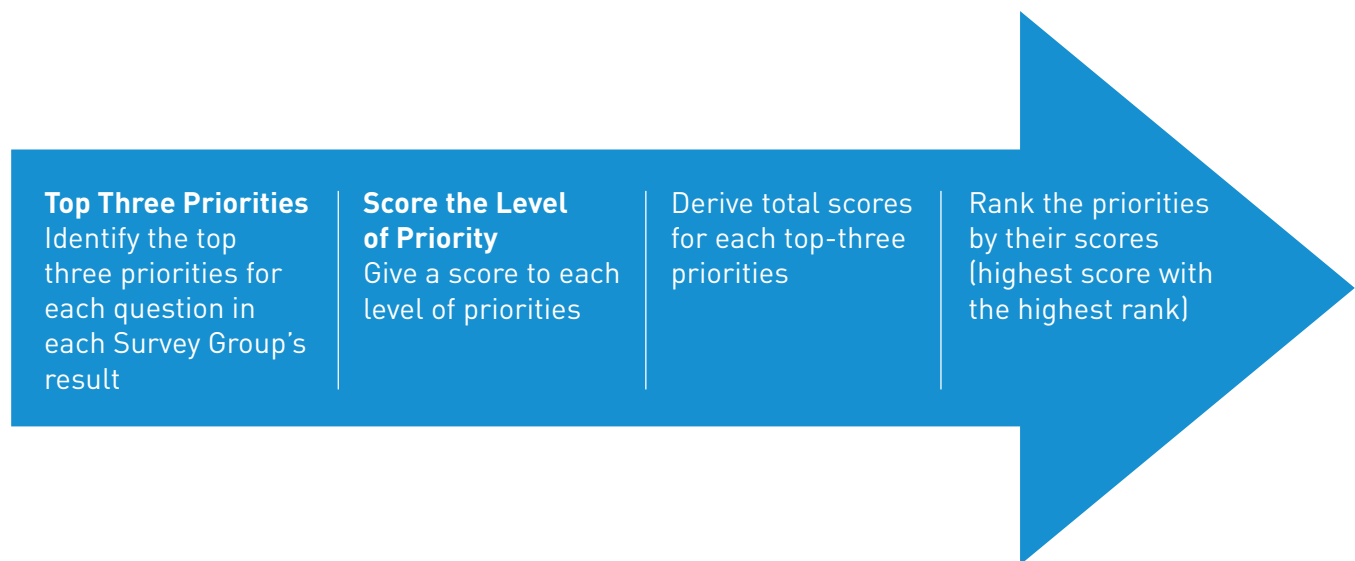 Top Three Priorities
Identify the top
three priorities for
each question in
each Survey Group’s
result
Score the Level
of Priority
Give a score to each
level of priorities
Derive total scores
for each top-three
priorities
Rank the priorities
by their scores
(highest score with
the highest rank)